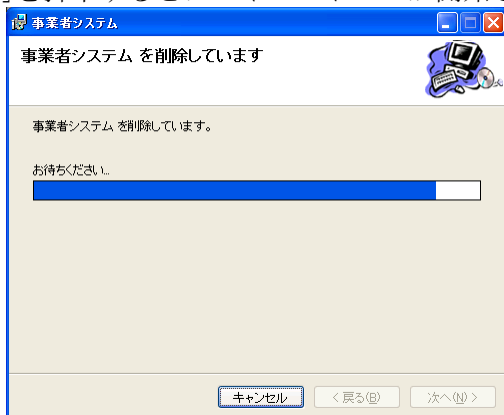 事業者システム
事業者システム を削除しています
事業者システム を削除しています。
お待ちください...
キャンセル
< 戻る(B)
次へ(N) >